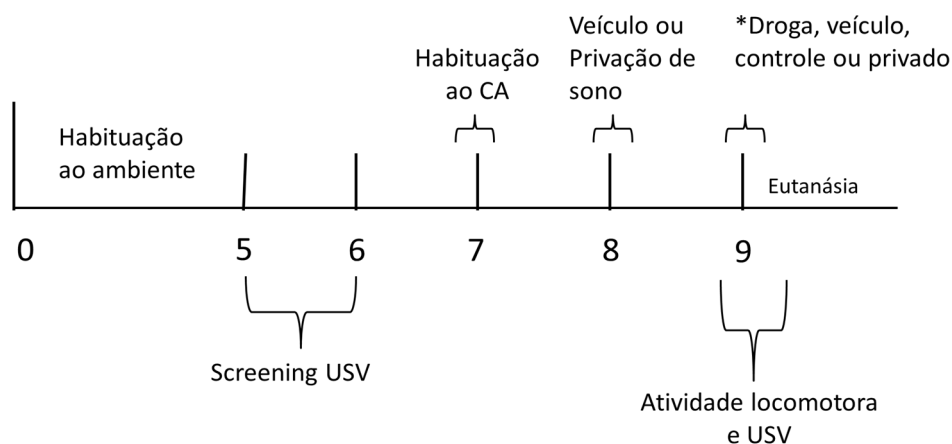 Veículo ou
Privação de
sono
*Droga, veículo,
controle ou privado
Habituação
ao CA
Habituação
ao ambiente
Eutanásia
0
5
6
7
8
9
Screening USV
Atividade locomotora
e USV